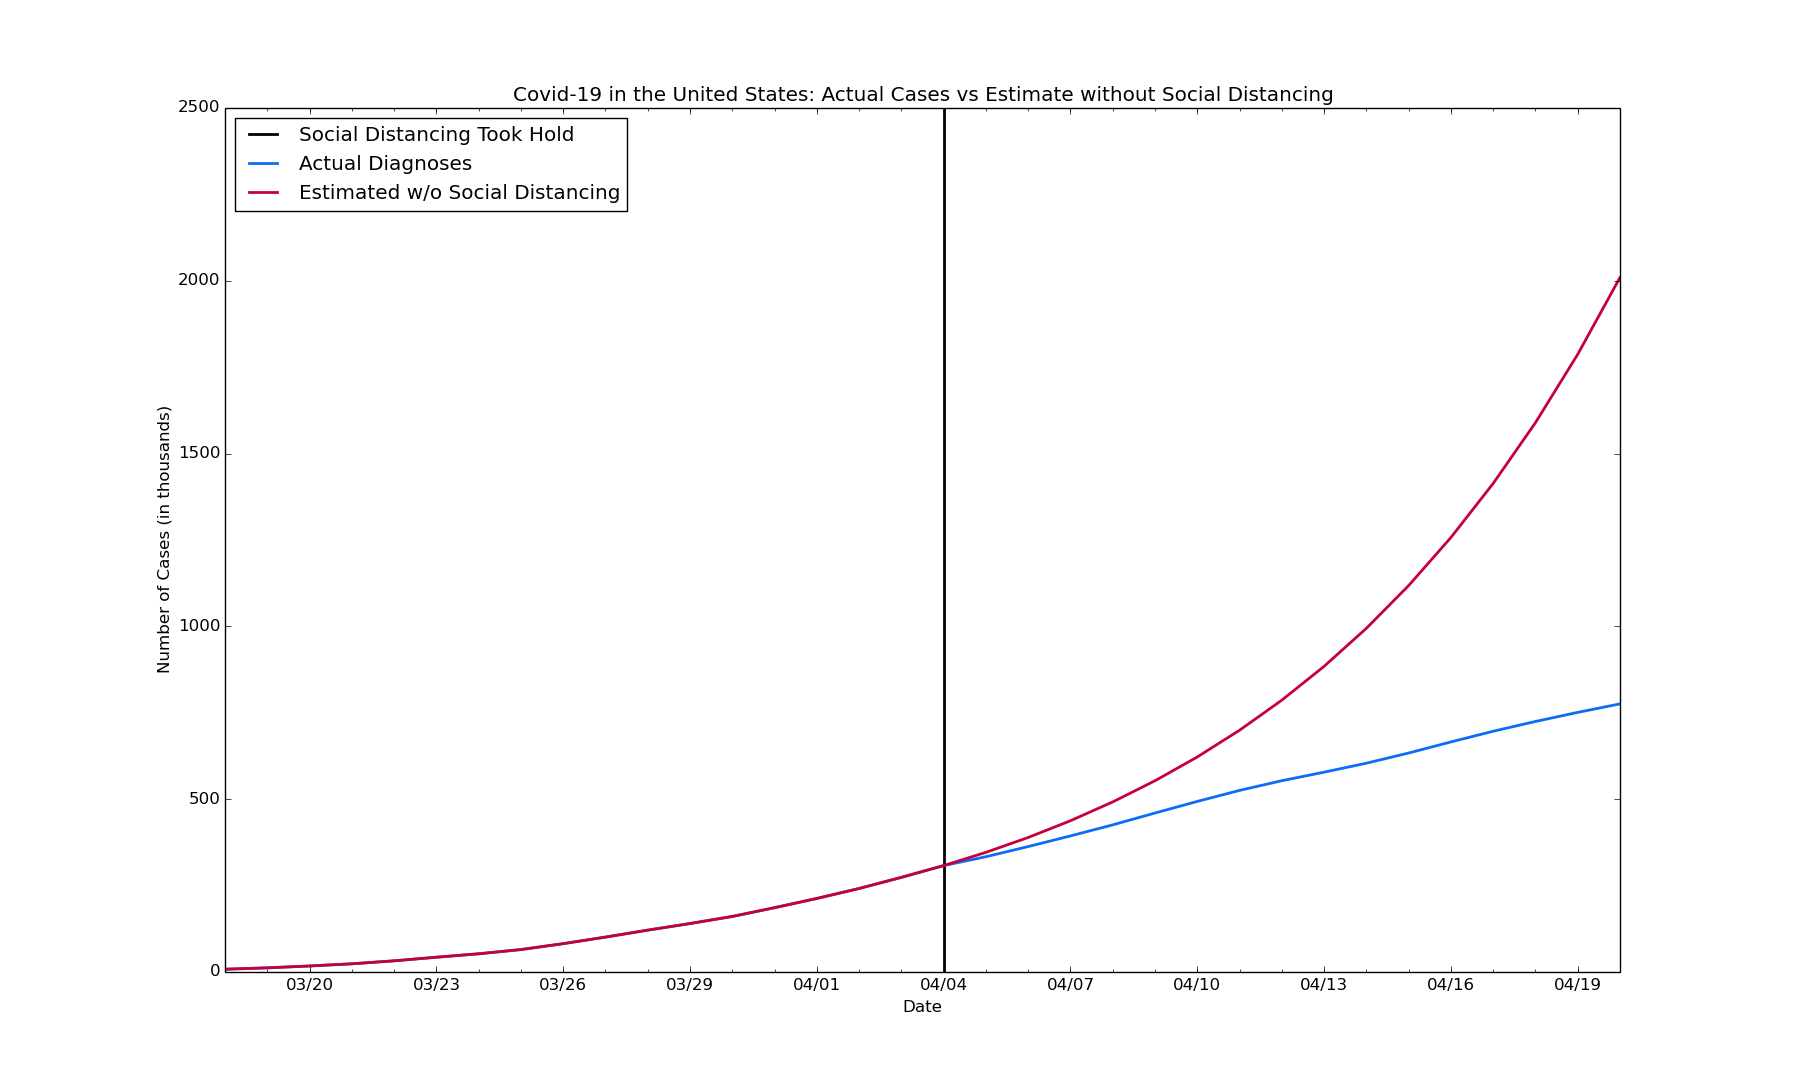 Covid-19 in the United States: Actual Cases vs Estimate without Social Distancing
Social Distancing Took Hold
Actual Diagnoses
Estimated w/o Social Distancing
2500
2000
1500
1000
500
0
Number of Cases (in thousands)
03/20 03/23 03/26 03/29 04/01 04/04 04/07 04/10 04/13 04/16 04/19
Date